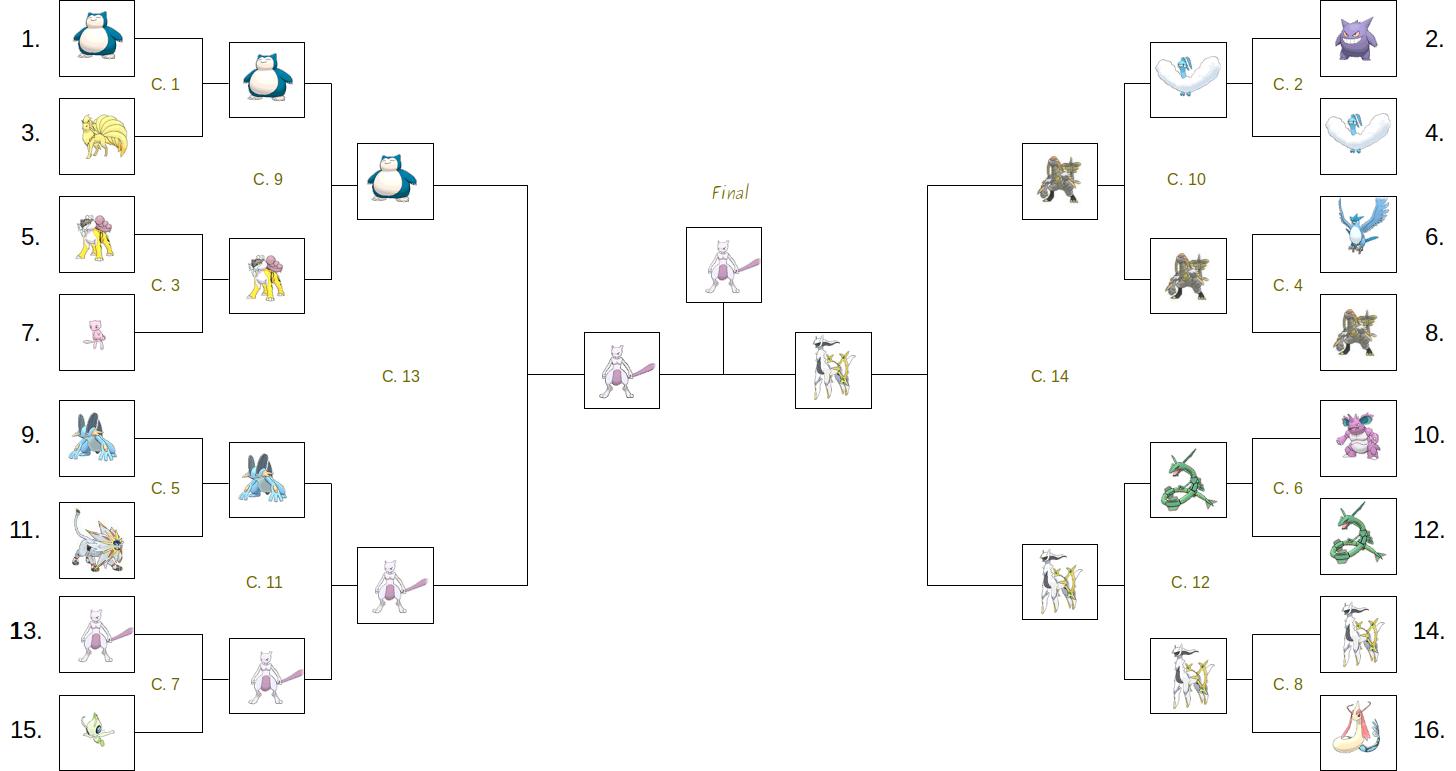 1.
C. 1
C. 2
2.
3.
4.
C. 9
Final
C. 10
5.
6.
C. 3
C. 4
7.
8.
C. 13
C. 14
9.
10.
C. 5
C. 6
11.
12.
C. 11
C. 12
13.
14.
C. 7
C. 8
15.
16.